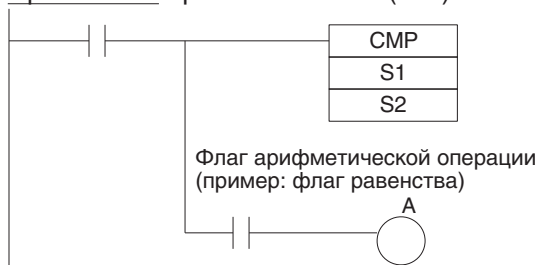 CMP
S1
S2
Флаг арифметической операции
(пример: флаг равенства)
A